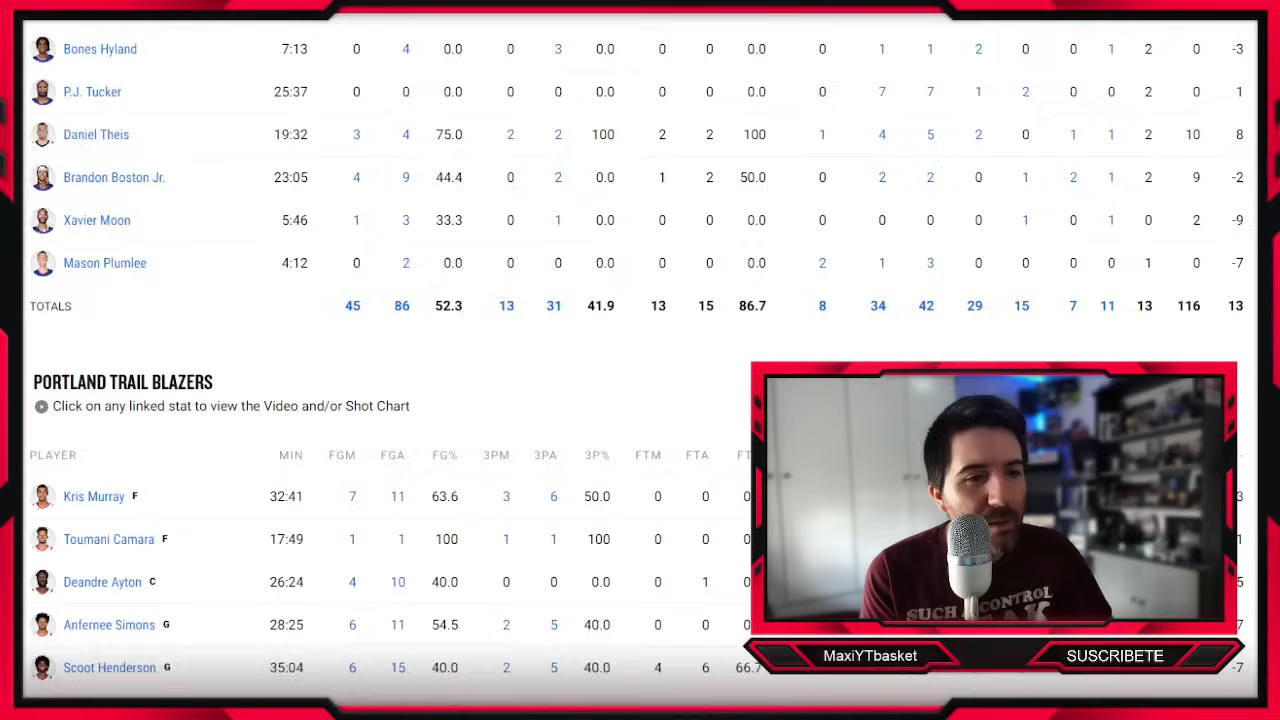 Bones Hyland 7:13 0 4 0.0 0 3 0.0 0 0 0.0 0 1 1 2 0 0 1 2 0 -3
P.J. Tucker 25:37 0 0 0.0 0 0 0.0 0 0 0.0 0 7 7 1 2 0 0 2 0 1
Daniel Theis 19:32 3 4 75.0 2 2 100 2 2 100 1 4 5 2 0 1 1 2 10 8
Brandon Boston Jr. 23:05 4 9 44.4 0 2 0.0 1 2 50.0 0 2 2 0 1 2 1 2 9 -2
Xavier Moon 5:46 1 3 33.3 0 1 0.0 0 0 0.0 0 0 0 0 1 0 1 0 2 -9
Mason Plumlee 4:12 0 2 0.0 0 0 0.0 0 0 0.0 2 1 3 0 0 0 0 1 0 -7
TOTALS 45 86 52.3 13 31 41.9 13 15 86.7 8 34 42 29 15 7 11 13 116 13
PORTLAND TRAIL BLAZERS
Click on any linked stat to view the Video and/or Shot Chart
PLAYER MIN FGM FGA FG% 3PM 3PA 3P% FTM FTA
Kris Murray F 32:41 7 11 63.6 3 6 50.0 0 0
Toumani Camara F 17:49 1 1 100 1 1 100 0 0
Deandre Ayton C 26:24 4 10 40.0 0 0 0.0 0 1
Anfernee Simons G 28:25 6 11 54.5 2 5 40.0 0 0
Scoot Henderson G 35:04 6 15 40.0 2 5 40.0 4 6 66.7 -7
SUCH CONTROL
MaxiYTbasket
SUSCRIBETE